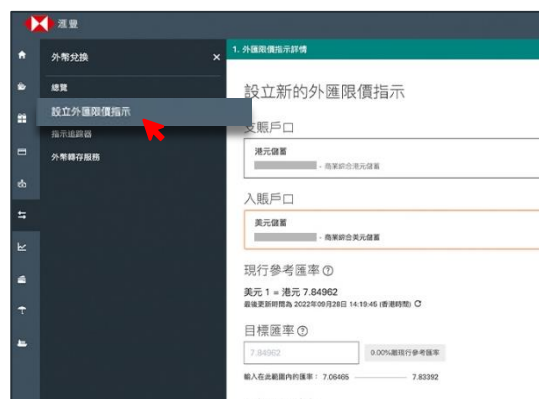 滙豐
外幣兌換
1. 外匯限價指示詳情
總覽
設立外匯限價指示
指示追蹤器
外幣轉存服務
設立新的外匯限價指示
支賬戶口
港元儲蓄
- 商業綜合港元儲蓄
入賬戶口
美元儲蓄
- 商業綜合美元儲蓄
現行參考匯率 ?
美元 1 = 港元 7.84962
最後更新時間為 2022年09月28日 14:19:45 (香港時間)
目標匯率 ?
7.84962
0.00%離現行參考匯率
輸入在此範圍內的匯率： 7.06465 7.83392